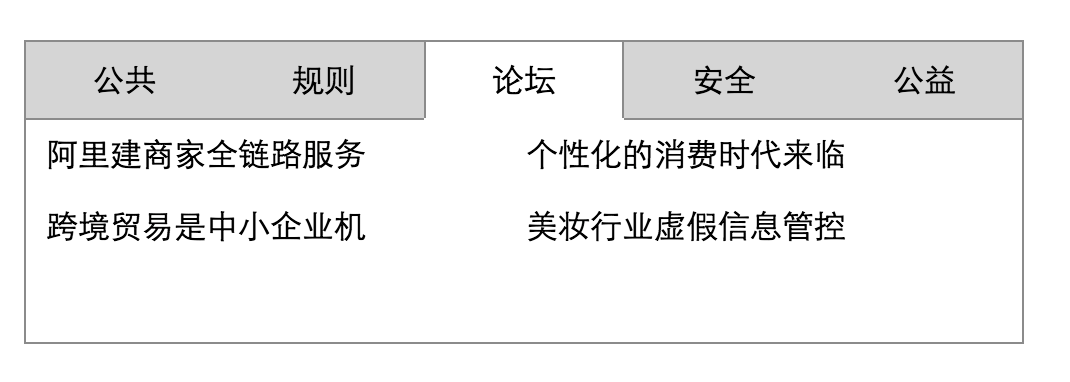 公共 规则 论坛 安全 公益
阿里建商家全链路服务 个性化的消费时代来临
跨境贸易是中小企业机 美妆行业虚假信息管控